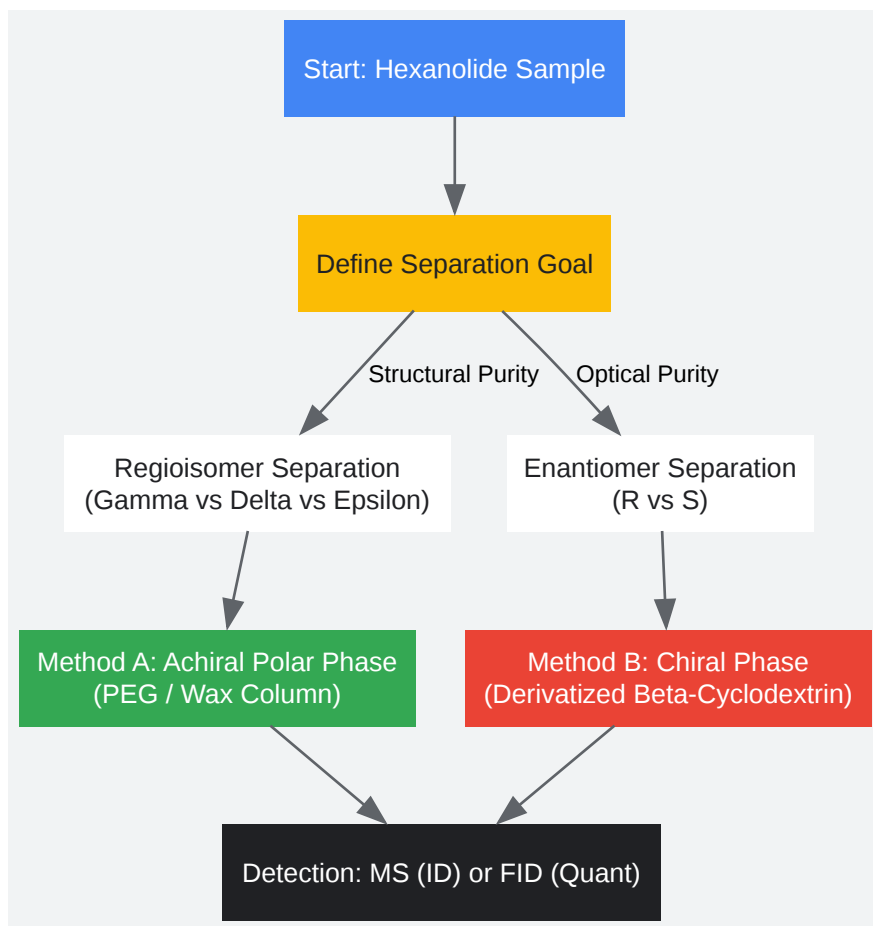 Start: Hexanolide Sample
Define Separation Goal
Structural Purity
Optical Purity
Regioisomer Separation
(Gamma vs Delta vs Epsilon)
Enantiomer Separation
(R vs S)
Method A: Achiral Polar Phase
(PEG / Wax Column)
Method B: Chiral Phase
(Derivatized Beta-Cyclodextrin)
Detection: MS (ID) or FID (Quant)